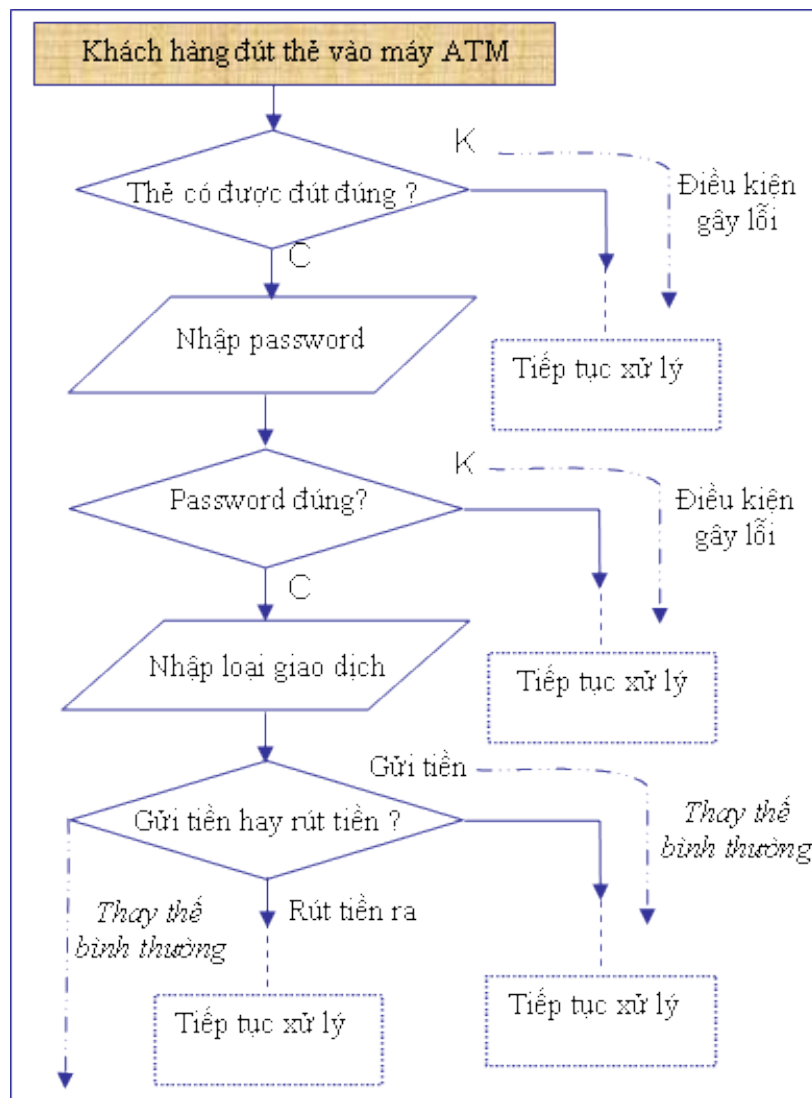 Khách hàng đút thẻ vào máy ATM
K
Thẻ có được đút đúng ?
Điều kiện
gây lỗi
C
Nhập password
Tiếp tục xử lý
K
Password đúng?
Điều kiện
gây lỗi
C
Nhập loại giao dịch
Tiếp tục xử lý
Gửi tiền
Gửi tiền hay rút tiền ?
Thay thế
bình thường
Thay thế
bình thường
Rút tiền ra
Tiếp tục xử lý
Tiếp tục xử lý